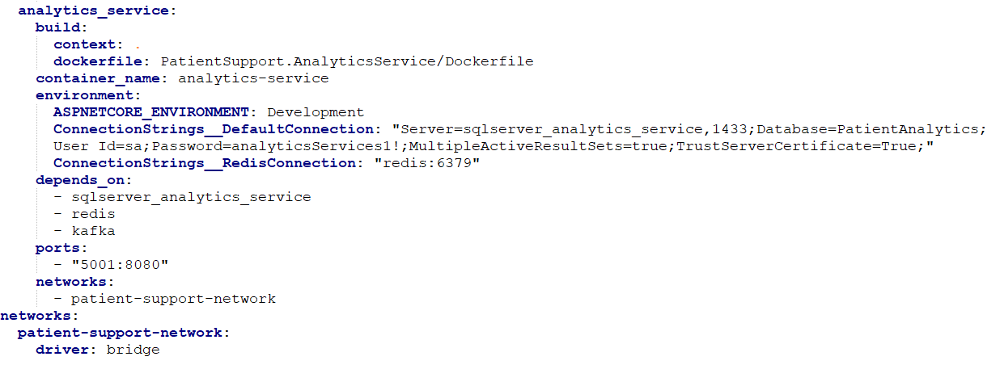 analytics_service:
build:
context: .
dockerfile: PatientSupport.AnalyticsService/Dockerfile
container_name: analytics-service
environment:
ASPNETCORE_ENVIRONMENT: Development
ConnectionStrings__DefaultConnection: "Server=sqlserver_analytics_service,1433;Database=PatientAnalytics;
User Id=sa;Password=analyticsServices1!;MultipleActiveResultSets=true;TrustServerCertificate=True;"
ConnectionStrings__RedisConnection: "redis:6379"
depends_on:
- sqlserver_analytics_service
- redis
- kafka
ports:
- "5001:8080"
networks:
- patient-support-network
networks:
patient-support-network:
driver: bridge